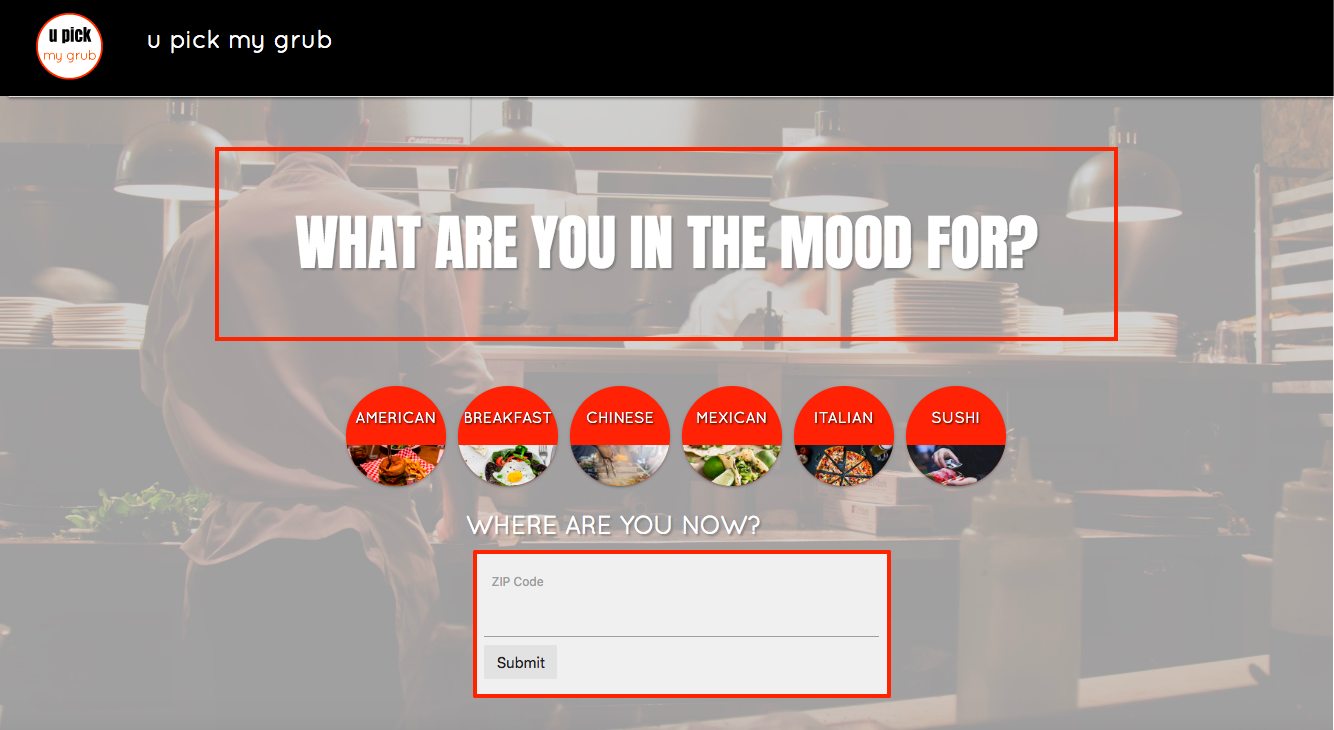 u pick
my grub
u pick my grub
WHAT ARE YOU IN THE MOOD FOR?
AMERICAN
BREAKFAST
CHINESE
MEXICAN
ITALIAN
SUSHI
WHERE ARE YOU NOW?
ZIP Code
Submit